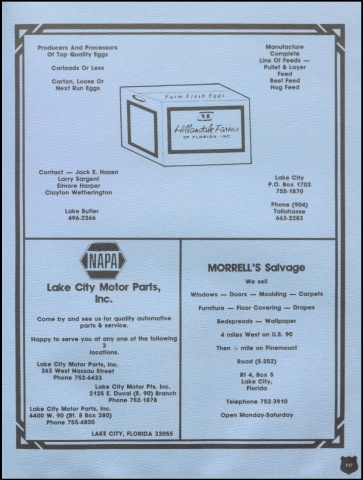 Producers And Processors
Of Top Quality Eggs
Carloads Or Less
Carton, Loose Or
Nest Run Eggs
Manufacture
Complete
Line Of Feeds —
Pullet & Layer
Feed
Beef Feed
Hog Feed
Farm Fresh Eggs
Hillandale Farms
OF FLORIDA, INC.
Contact — Jack E. Hazen
Larry Sargent
Elmore Harper
Clayton Wetherington
Lake Butler
496-2266
Lake City
P.O. Box 1703
755-1870
Phone (904)
Tallahasse
663-2283
NAPA
Lake City Motor Parts,
Inc.
Come by and see us for quality automotive
parts & service.
Happy to serve you at any one of the following
3
locations.
Lake City Motor Parts, Inc.
363 West Nassau Street
Phone 752-6433
Lake City Motor Pts. Inc.
2125 E. Duval (E. 90) Branch
Phone 752-1878
Lake City Motor Parts, Inc.
4400 W. 90 (Rt. 8 Box 280)
Phone 755-4800
LAKE CITY, FLORIDA 32055
MORRELL'S Salvage
We sell
Windows — Doors — Moulding — Carpets
Furniture — Floor Covering — Drapes
Bedspreads — Wallpaper
4 miles West on U.S. 90
Then ½ mile on Pinemount
Road (S-252)
Rt 4, Box 5
Lake City,
Florida
Telephone 752-3910
Open Monday-Saturday